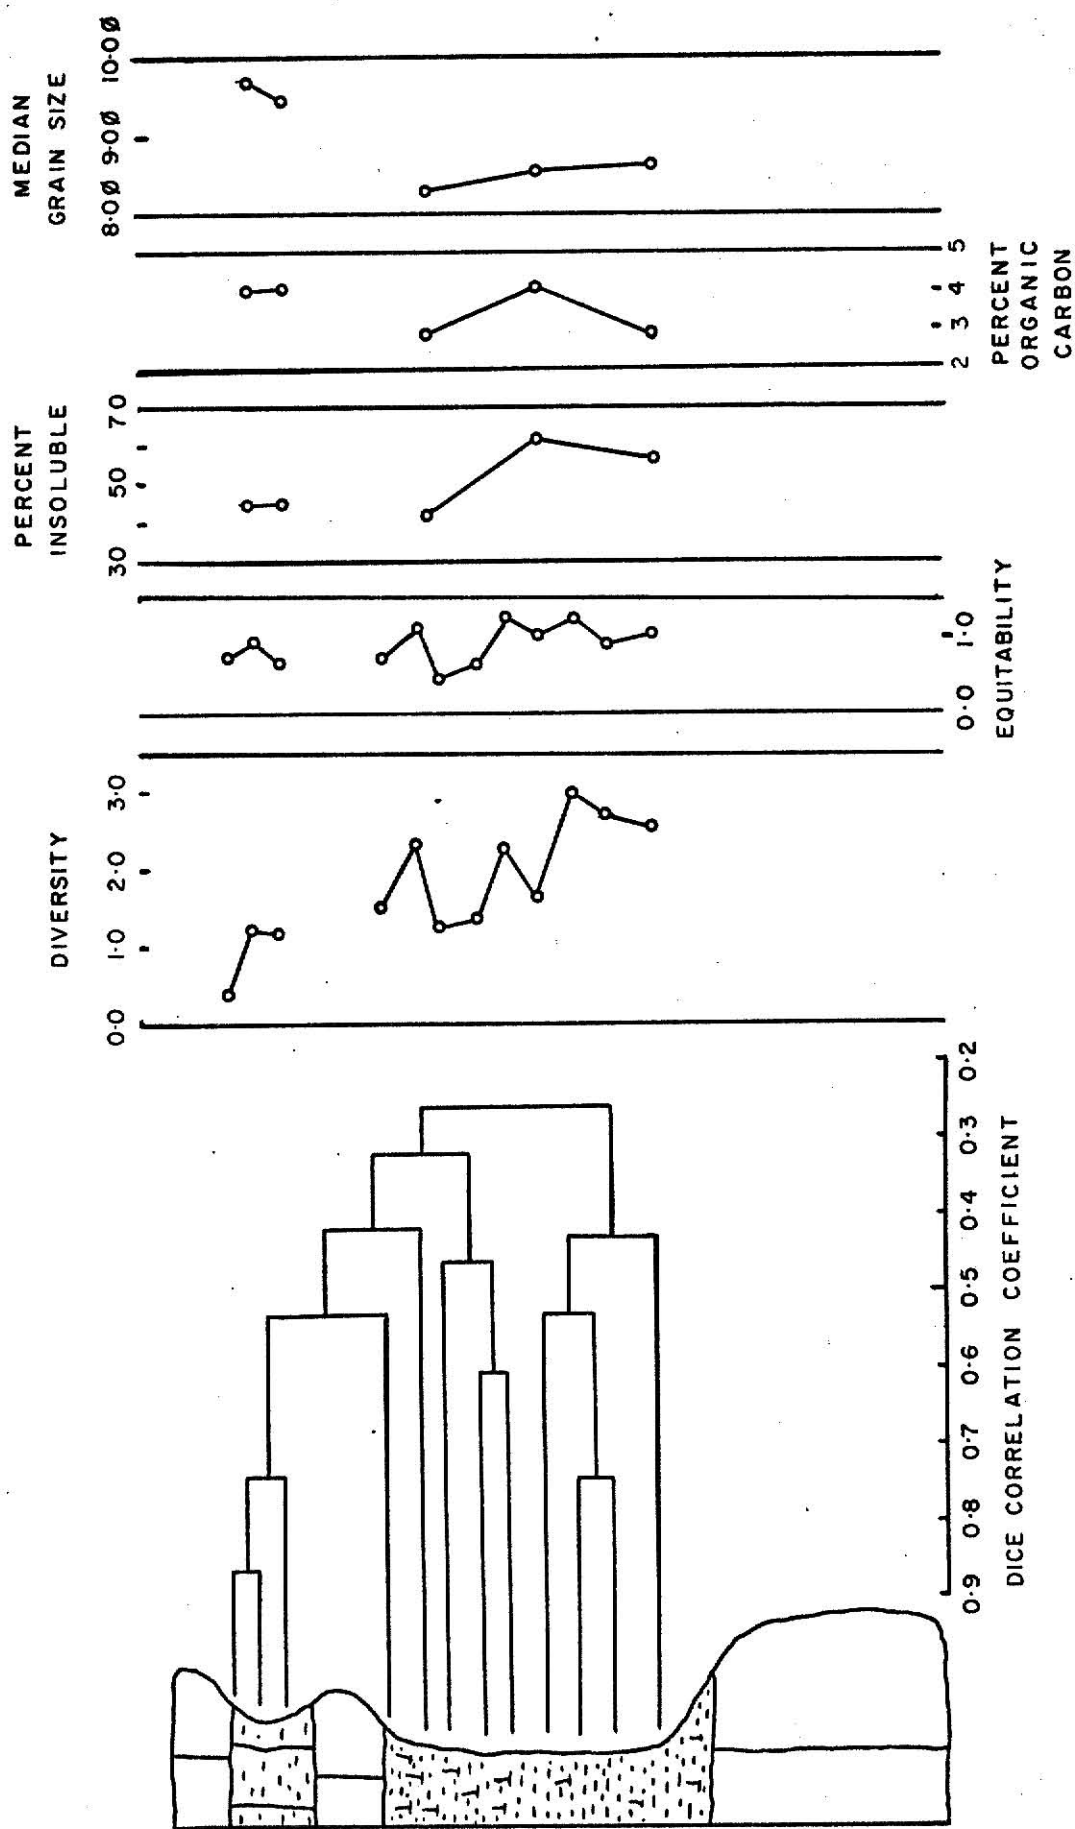 MEDIAN
GRAIN SIZE
8·0Ø 9·0Ø 10·0Ø
PERCENT
ORGANIC
CARBON
2 3 4 5
PERCENT
INSOLUBLE
30 50 70
EQUITABILITY
0·0 1·0
DIVERSITY
0·0 1·0 2·0 3·0
DICE CORRELATION COEFFICIENT
0·9 0·8 0·7 0·6 0·5 0·4 0·3 0·2